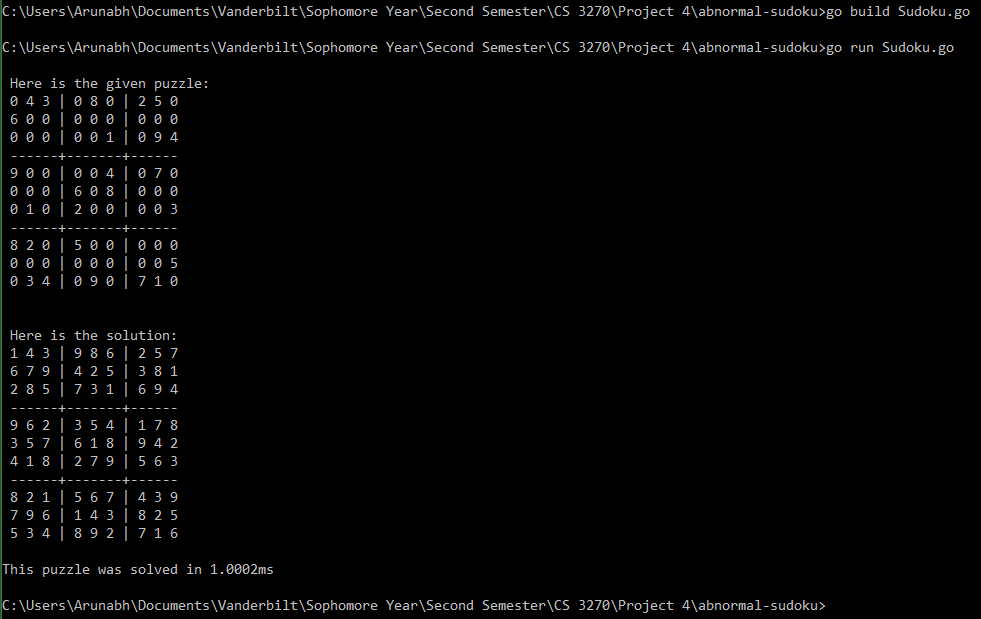 C:\Users\Arunabh\Documents\Vanderbilt\Sophomore Year\Second Semester\CS 3270\Project 4\abnormal-sudoku>go build Sudoku.go
C:\Users\Arunabh\Documents\Vanderbilt\Sophomore Year\Second Semester\CS 3270\Project 4\abnormal-sudoku>go run Sudoku.go
Here is the given puzzle:
0 4 3 | 0 8 0 | 2 5 0
6 0 0 | 0 0 0 | 0 0 0
0 0 0 | 0 0 1 | 0 9 4
------+-------+------
9 0 0 | 0 0 4 | 0 7 0
0 0 0 | 6 0 8 | 0 0 0
0 1 0 | 2 0 0 | 0 0 3
------+-------+------
8 2 0 | 5 0 0 | 0 0 0
0 0 0 | 0 0 0 | 0 0 5
0 3 4 | 0 9 0 | 7 1 0
Here is the solution:
1 4 3 | 9 8 6 | 2 5 7
6 7 9 | 4 2 5 | 3 8 1
2 8 5 | 7 3 1 | 6 9 4
------+-------+------
9 6 2 | 3 5 4 | 1 7 8
3 5 7 | 6 1 8 | 9 4 2
4 1 8 | 2 7 9 | 5 6 3
------+-------+------
8 2 1 | 5 6 7 | 4 3 9
7 9 6 | 1 4 3 | 8 2 5
5 3 4 | 8 9 2 | 7 1 6
This puzzle was solved in 1.0002ms
C:\Users\Arunabh\Documents\Vanderbilt\Sophomore Year\Second Semester\CS 3270\Project 4\abnormal-sudoku>